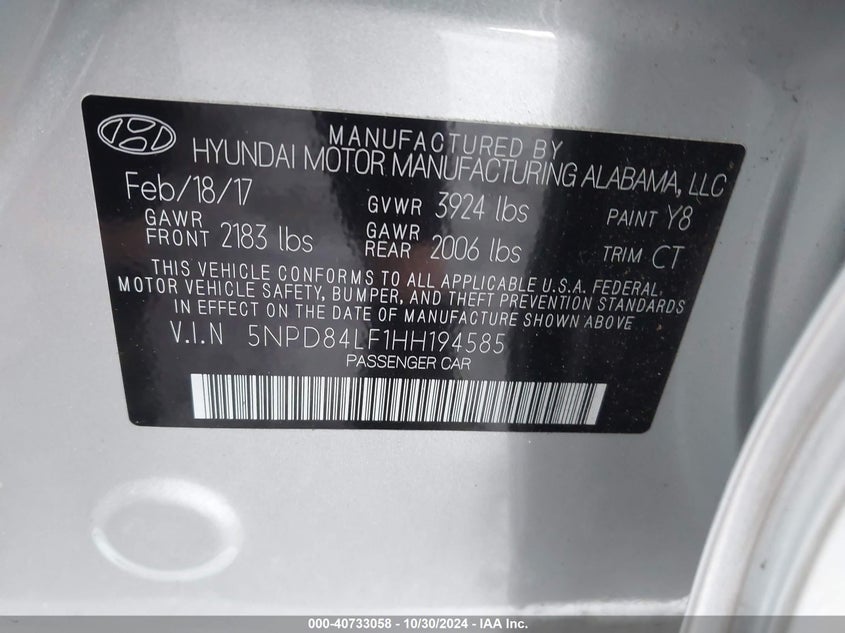 MANUFACTURED BY
HYUNDAI MOTOR MANUFACTURING ALABAMA, LLC
Feb/18/17 GVWR 3924 lbs PAINT Y8
GAWR FRONT 2183 lbs GAWR REAR 2006 lbs TRIM CT
THIS VEHICLE CONFORMS TO ALL APPLICABLE U.S.A. FEDERAL
MOTOR VEHICLE SAFETY, BUMPER, AND THEFT PREVENTION STANDARDS
IN EFFECT ON THE DATE OF MANUFACTURE SHOWN ABOVE
V.I.N 5NPD84LF1HH194585
PASSENGER CAR
000-40733058 - 10/30/2024 - IAA Inc.